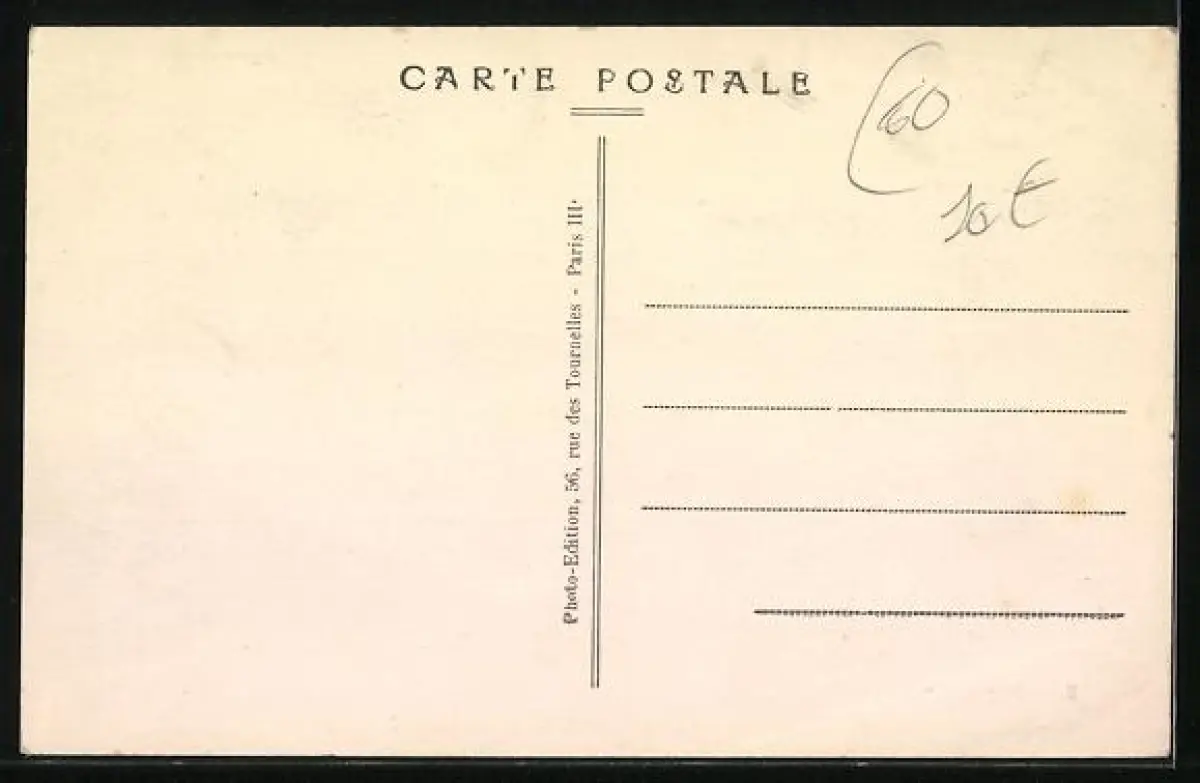 CARTE POSTALE
60
10 €
Photo-Edition, 56, rue des Tournelles - Paris III